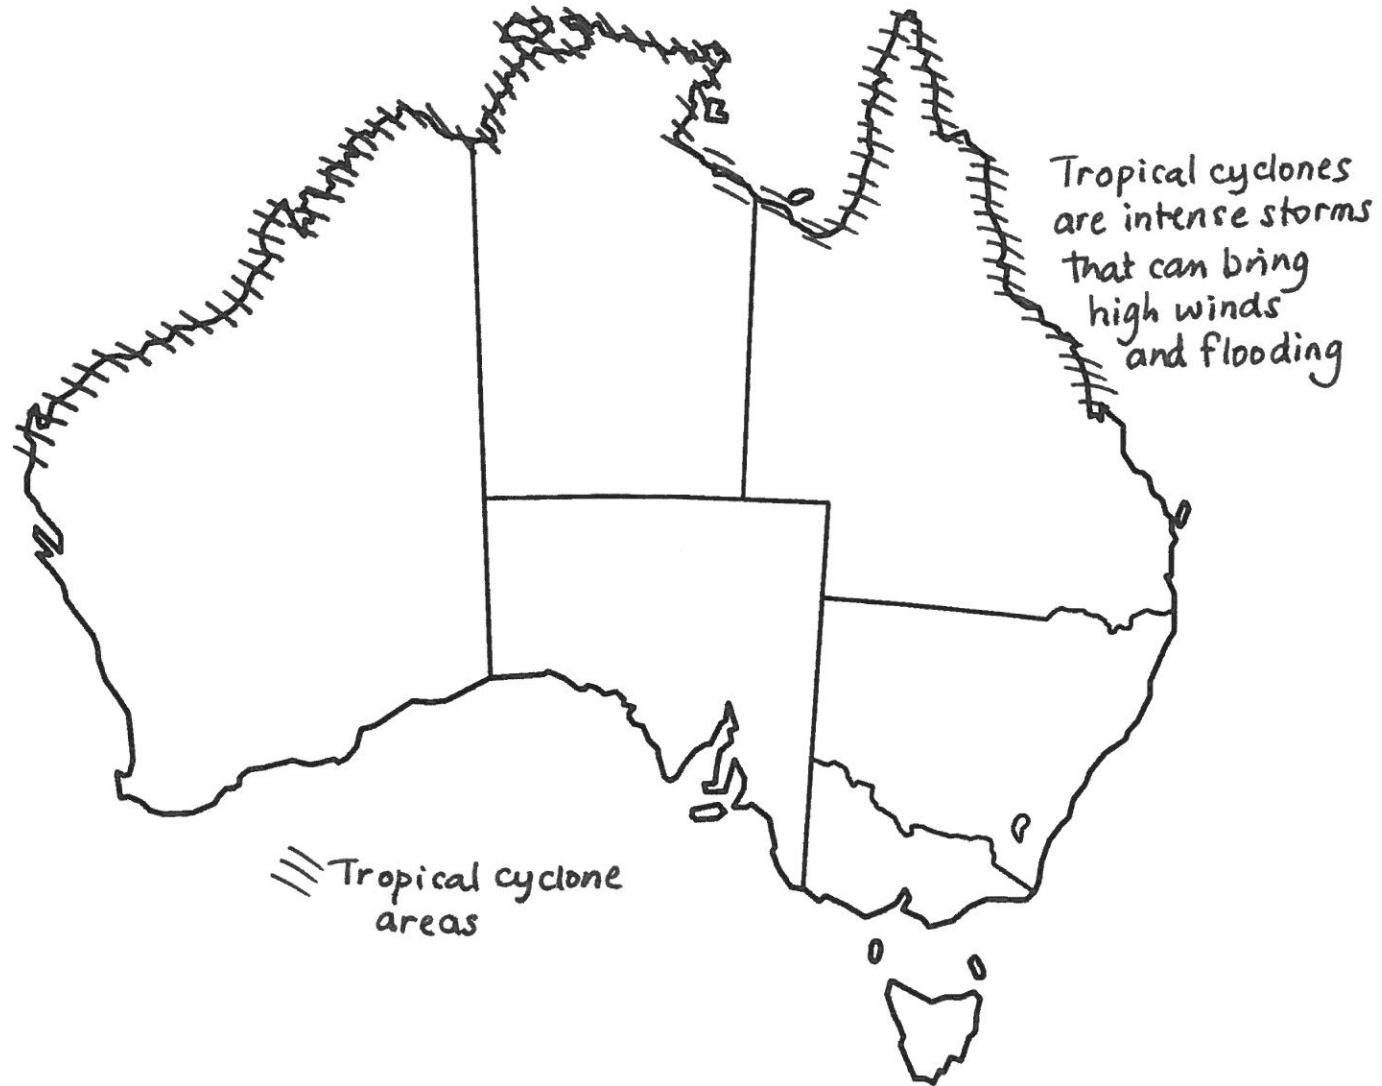 Tropical cyclones
are intense storms
that can bring
high winds
and flooding
Tropical cyclone
areas